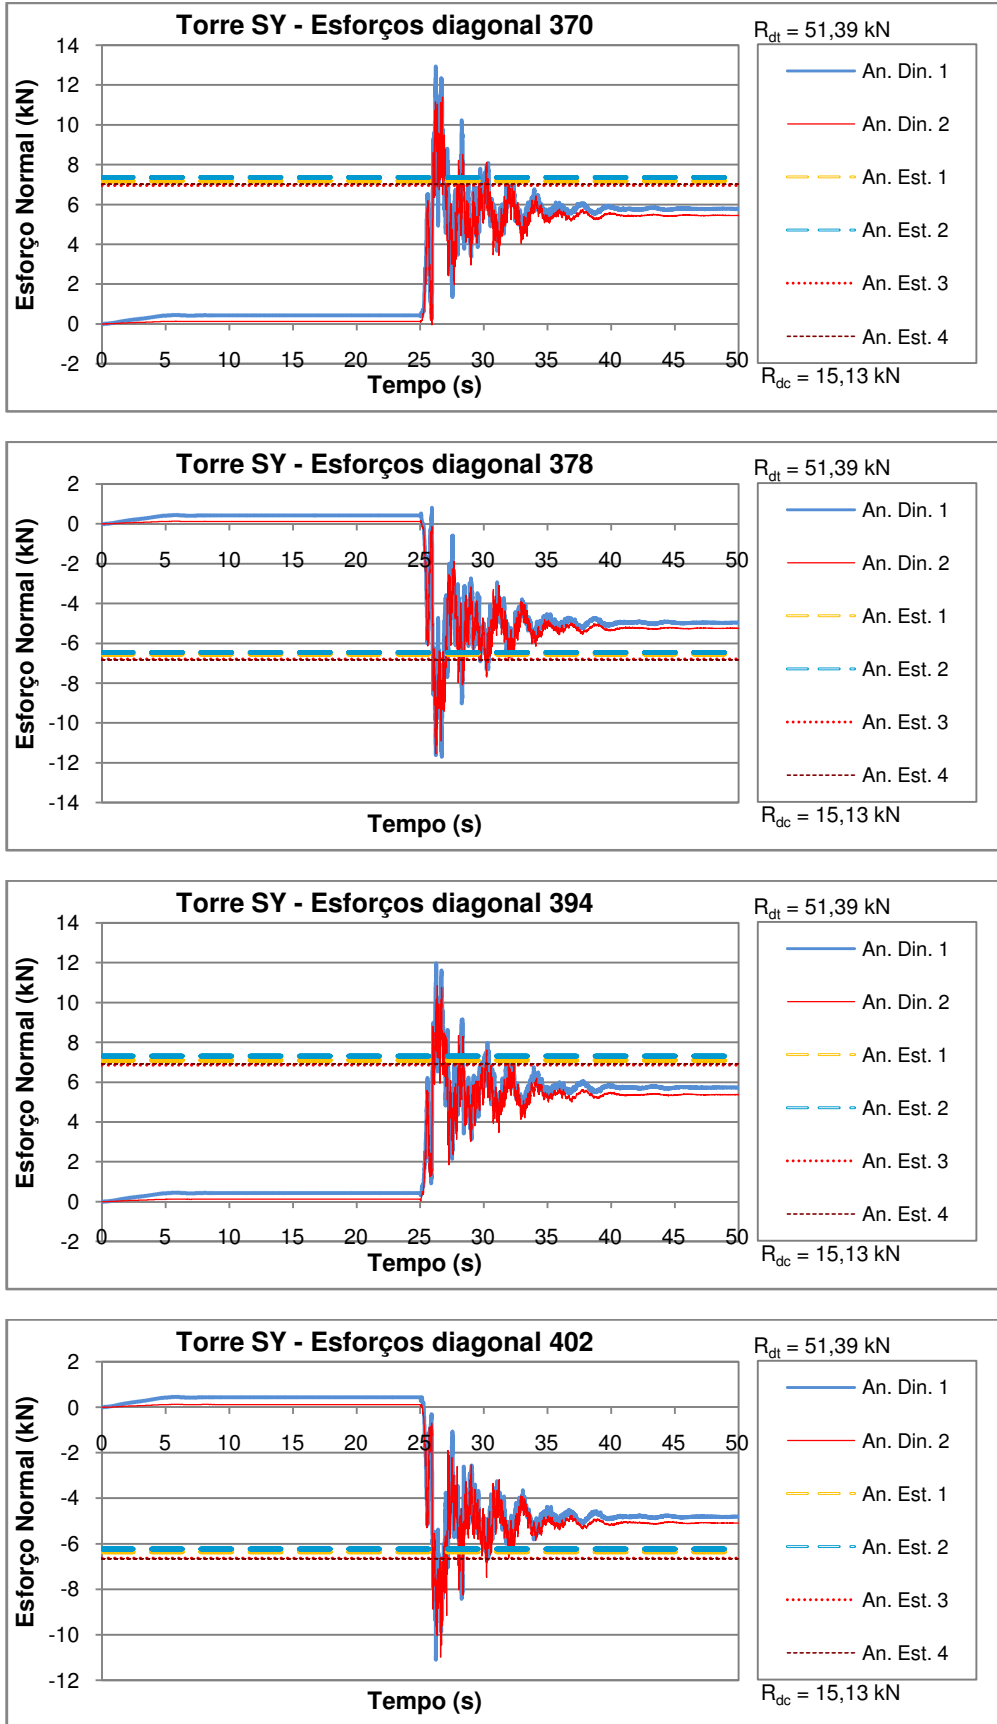 Torre SY - Esforços diagonal 370
R_dt = 51,39 kN
Esforço Normal (kN)
14
12
10
8
6
4
2
0
-2
0 5 10 15 20 25 30 35 40 45 50
Tempo (s)
An. Din. 1
An. Din. 2
An. Est. 1
An. Est. 2
An. Est. 3
An. Est. 4
R_dc = 15,13 kN
Torre SY - Esforços diagonal 378
R_dt = 51,39 kN
Esforço Normal (kN)
2
0
-2
-4
-6
-8
-10
-12
-14
0 5 10 15 20 25 30 35 40 45 50
Tempo (s)
An. Din. 1
An. Din. 2
An. Est. 1
An. Est. 2
An. Est. 3
An. Est. 4
R_dc = 15,13 kN
Torre SY - Esforços diagonal 394
R_dt = 51,39 kN
Esforço Normal (kN)
14
12
10
8
6
4
2
0
-2
0 5 10 15 20 25 30 35 40 45 50
Tempo (s)
An. Din. 1
An. Din. 2
An. Est. 1
An. Est. 2
An. Est. 3
An. Est. 4
R_dc = 15,13 kN
Torre SY - Esforços diagonal 402
R_dt = 51,39 kN
Esforço Normal (kN)
2
0
-2
-4
-6
-8
-10
-12
0 5 10 15 20 25 30 35 40 45 50
Tempo (s)
An. Din. 1
An. Din. 2
An. Est. 1
An. Est. 2
An. Est. 3
An. Est. 4
R_dc = 15,13 kN